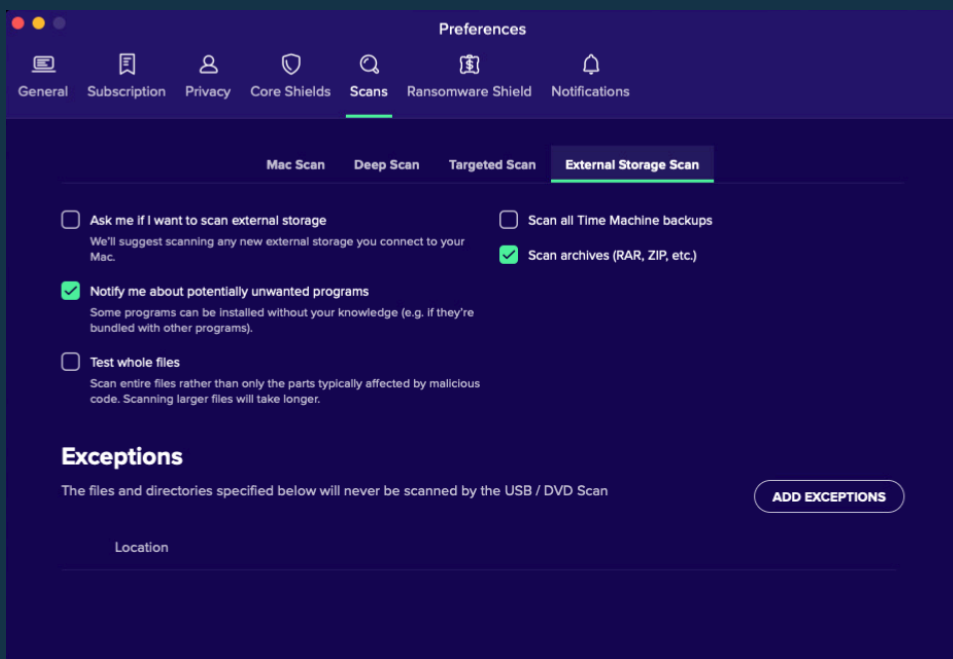 Preferences
General
Subscription
Privacy
Core Shields
Scans
Ransomware Shield
Notifications
Mac Scan
Deep Scan
Targeted Scan
External Storage Scan
Ask me if I want to scan external storage
We'll suggest scanning any new external storage you connect to your
Mac.
Notify me about potentially unwanted programs
Some programs can be installed without your knowledge (e.g. if they're
bundled with other programs).
Test whole files
Scan entire files rather than only the parts typically affected by malicious
code. Scanning larger files will take longer.
Scan all Time Machine backups
Scan archives (RAR, ZIP, etc.)
Exceptions
The files and directories specified below will never be scanned by the USB / DVD Scan
ADD EXCEPTIONS
Location